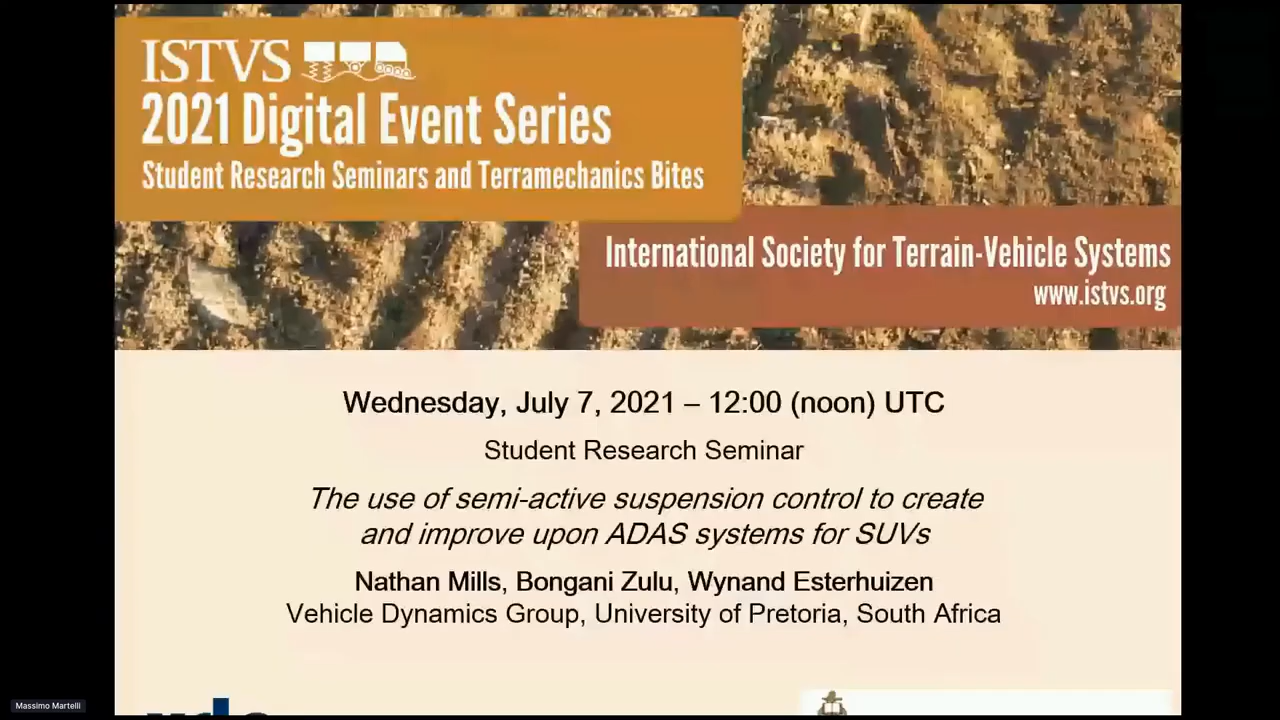 ISTVS
2021 Digital Event Series
Student Research Seminars and Terramechanics Bites
International Society for Terrain-Vehicle Systems
www.istvs.org
Wednesday, July 7, 2021 – 12:00 (noon) UTC
Student Research Seminar
The use of semi-active suspension control to create
and improve upon ADAS systems for SUVs
Nathan Mills, Bongani Zulu, Wynand Esterhuizen
Vehicle Dynamics Group, University of Pretoria, South Africa
Massimo Martelli